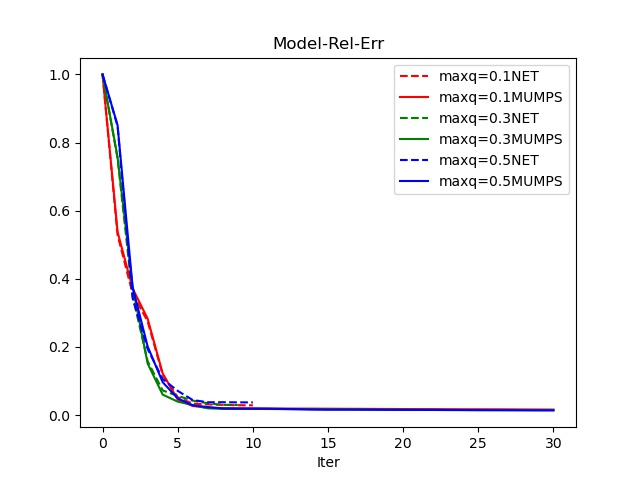 Model-Rel-Err
1.0
0.8
0.6
0.4
0.2
0.0
maxq=0.1NET
maxq=0.1MUMPS
maxq=0.3NET
maxq=0.3MUMPS
maxq=0.5NET
maxq=0.5MUMPS
0 5 10 15 20 25 30
Iter